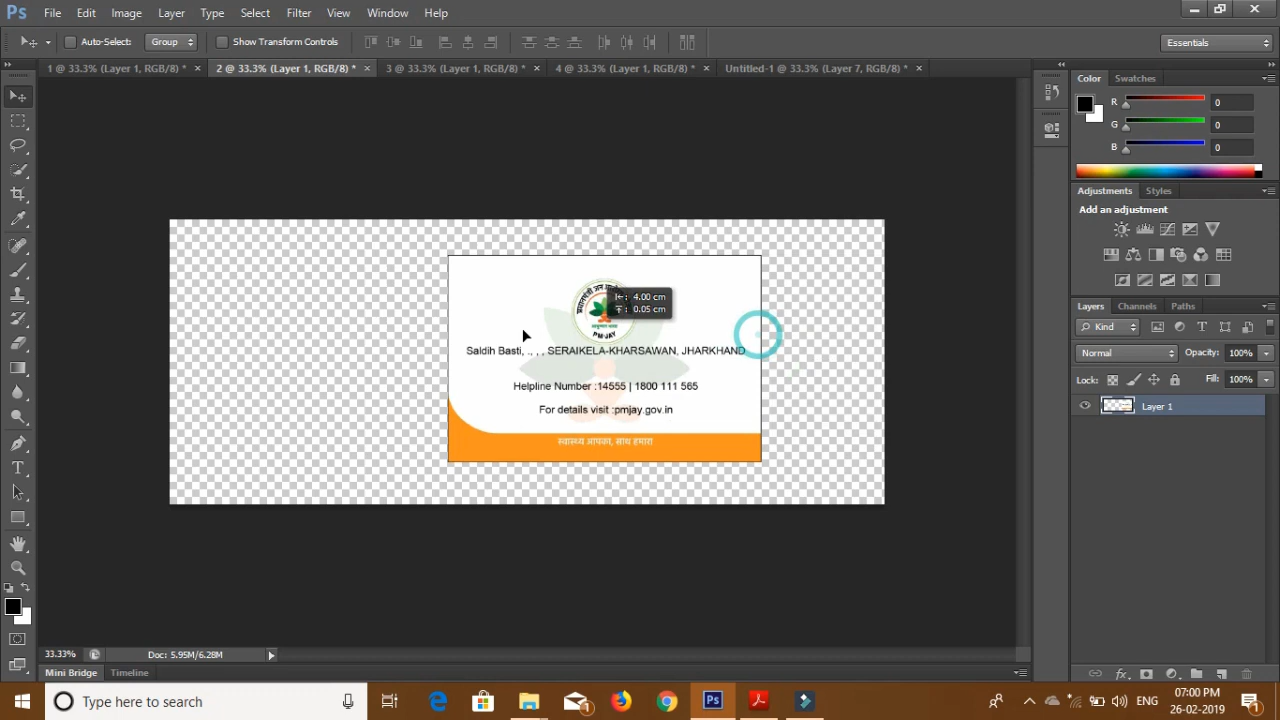 Ps File Edit Image Layer Type Select Filter View Window Help
Auto-Select: Group Show Transform Controls Essentials
1 @ 33.3% (Layer 1, RGB/8) * × 2 @ 33.3% (Layer 1, RGB/8) * × 3 @ 33.3% (Layer 1, RGB/8) * × 4 @ 33.3% (Layer 1, RGB/8) * × Untitled-1 @ 33.3% (Layer 7, RGB/8) * ×
Color Swatches
R 0
G 0
B 0
Adjustments Styles
Add an adjustment
4.00 cm
0.05 cm
PM-JAY
Saldih Basti, ., , , SERAIKELA-KHARSAWAN, JHARKHAND
Helpline Number :14555 | 1800 111 565
For details visit :pmjay.gov.in
स्वास्थ्य आपका, साथ हमारा
Layers Channels Paths
Kind
Normal Opacity: 100%
Lock: Fill: 100%
Layer 1
T
33.33% Doc: 5.95M/6.28M
Mini Bridge Timeline
Type here to search
1
Ps
ENG
07:00 PM
26-02-2019
1